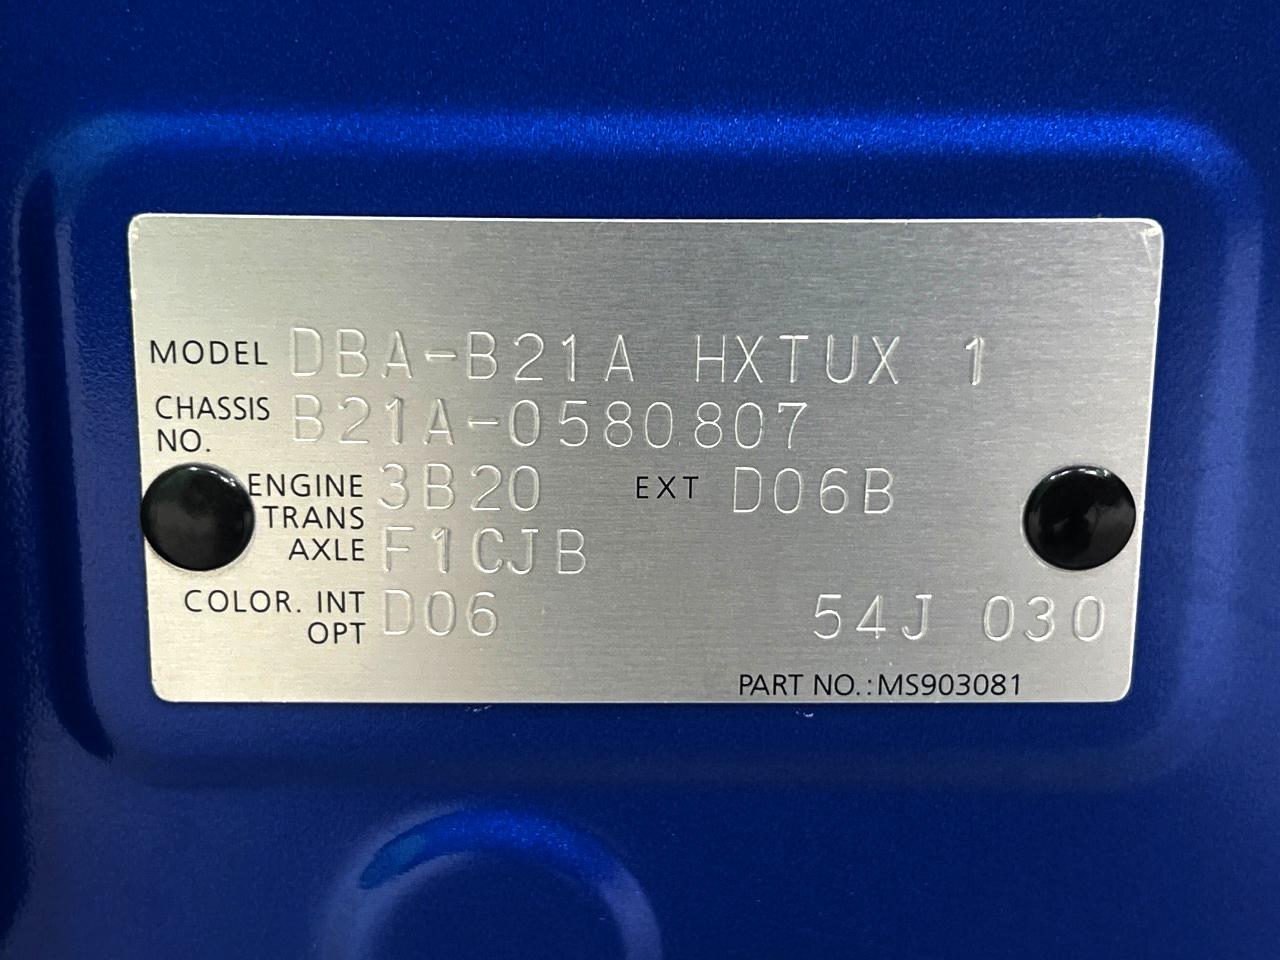 MODEL DBA-B21A HXTUX 1
CHASSIS NO. B21A-0580807
ENGINE 3B20 EXT D06B
TRANS AXLE F1CJB
COLOR. INT OPT D06 54J 030
PART NO.:MS903081